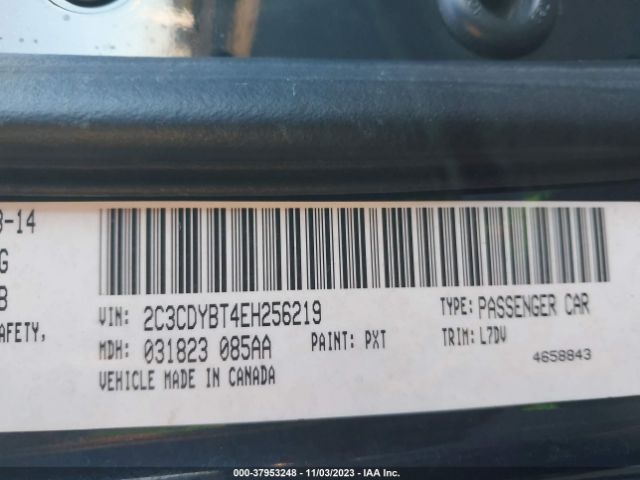 3-14
G
B
AFETY,
VIN: 2C3CDYBT4EH256219
TYPE: PASSENGER CAR
MDH: 031823 085AA
PAINT: PXT
TRIM: L7DV
VEHICLE MADE IN CANADA
4658843
000-37953248 - 11/03/2023 - IAA Inc.